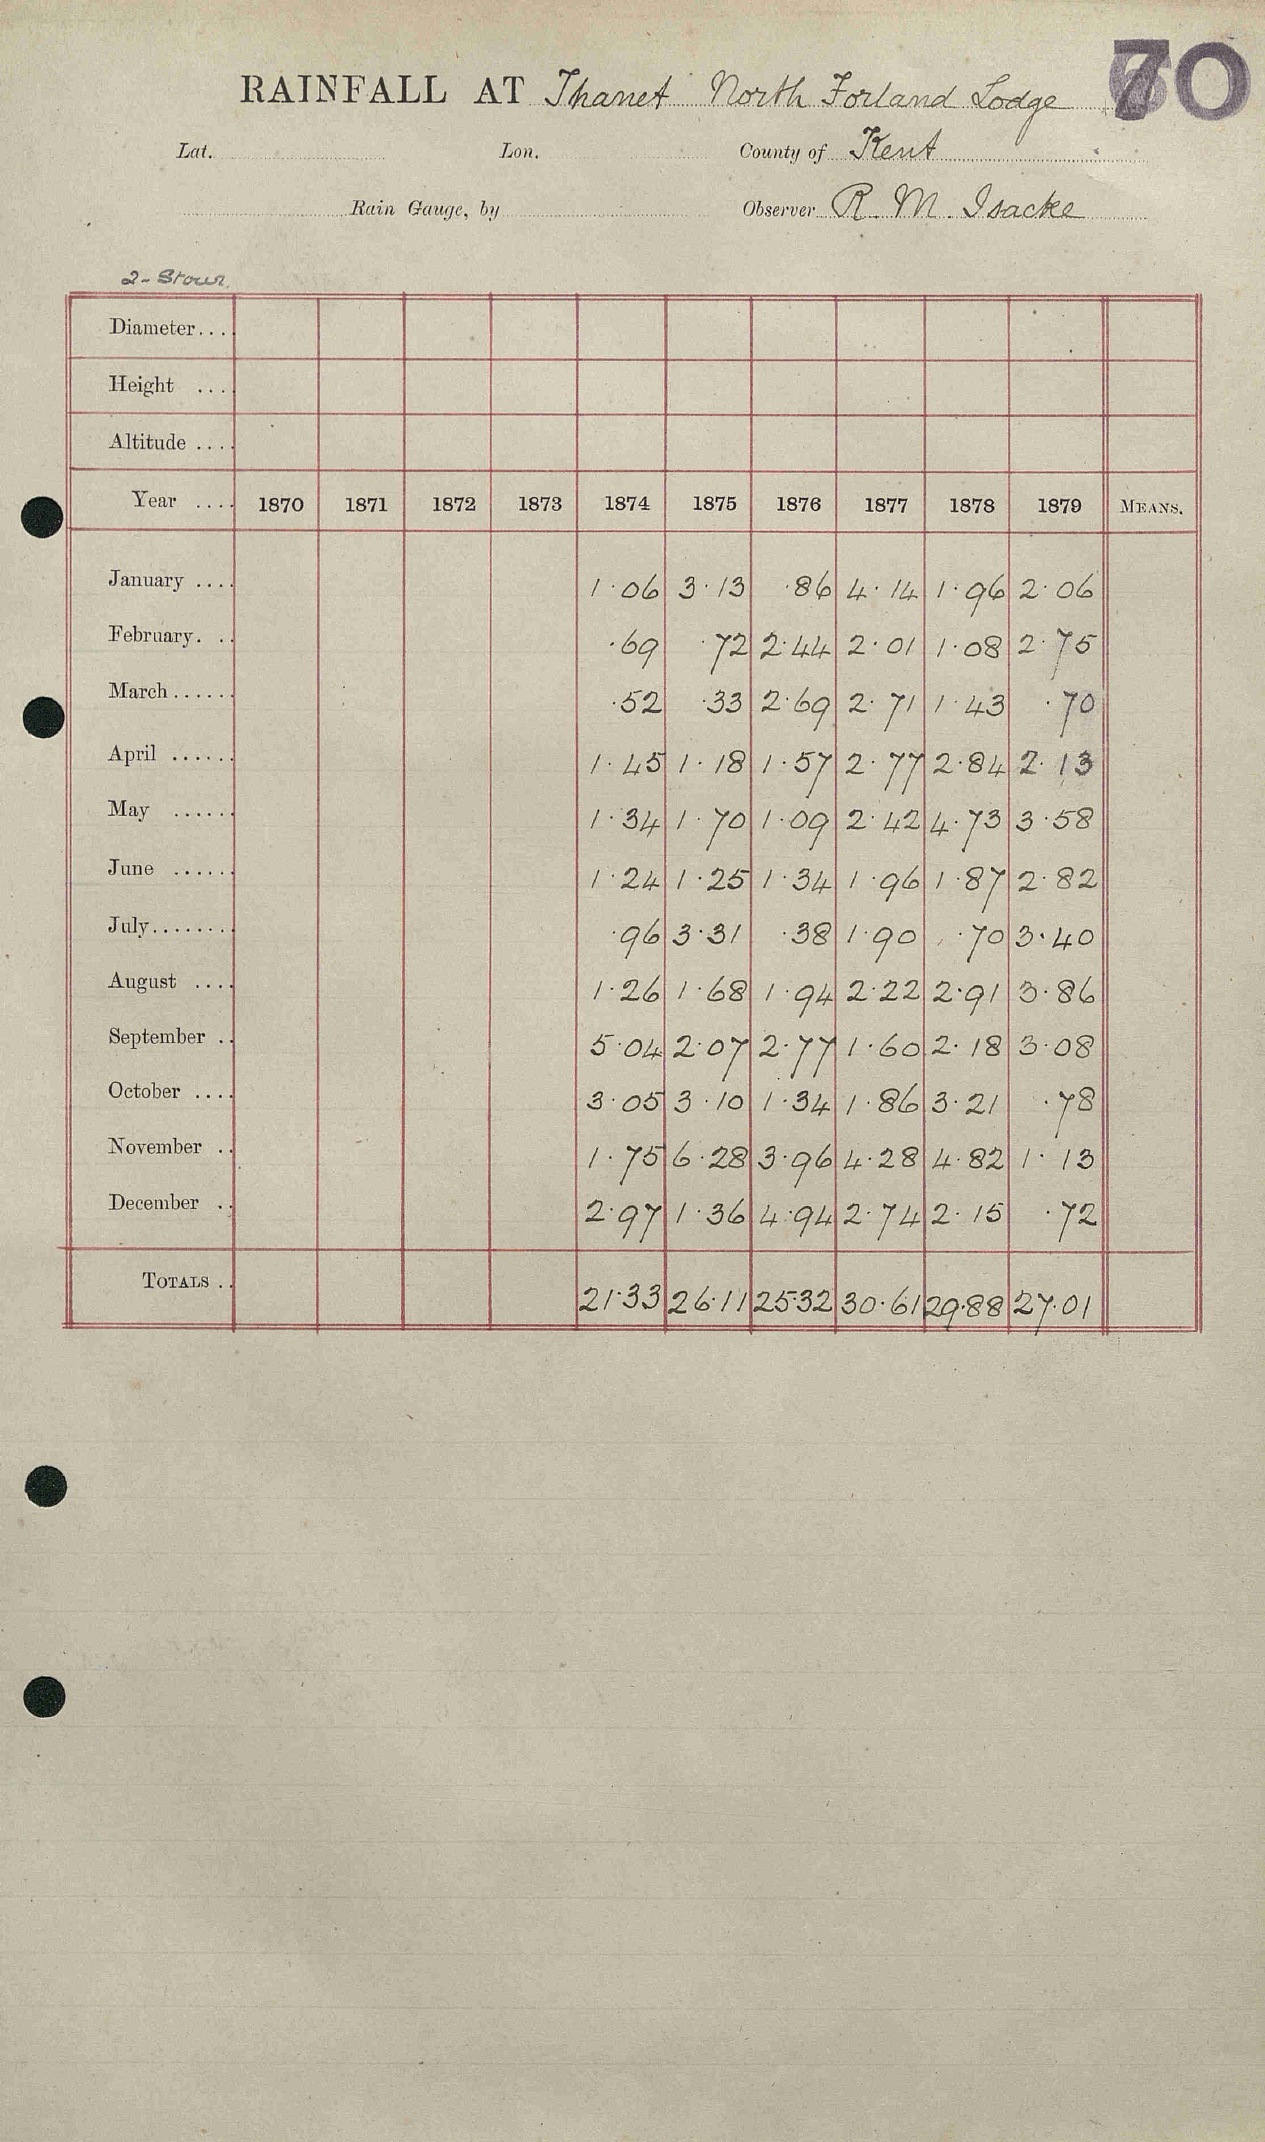 70
RAINFALL AT Thanet North Forland Lodge
Lat. Lon. County of Kent
Rain Gauge, by Observer R. M. Isacke
2 - Stour.
Diameter....
Height ....
Altitude ....
Year .... 1870 1871 1872 1873 1874 1875 1876 1877 1878 1879 MEANS.
January .... 1.06 3.13 .86 4.14 1.96 2.06
February. .. .69 .72 2.44 2.01 1.08 2.75
March...... .52 .33 2.69 2.71 1.43 .70
April ...... 1.45 1.18 1.57 2.77 2.84 2.13
May ...... 1.34 1.70 1.09 2.42 4.73 3.58
June ...... 1.24 1.25 1.34 1.96 1.87 2.82
July........ .96 3.31 .38 1.90 .70 3.40
August .... 1.26 1.68 1.94 2.22 2.91 3.86
September .. 5.04 2.07 2.77 1.60 2.18 3.08
October .... 3.05 3.10 1.34 1.86 3.21 .78
November .. 1.75 6.28 3.96 4.28 4.82 1.13
December .. 2.97 1.36 4.94 2.74 2.15 .72
TOTALS .. 21.33 26.11 25.32 30.61 29.88 27.01